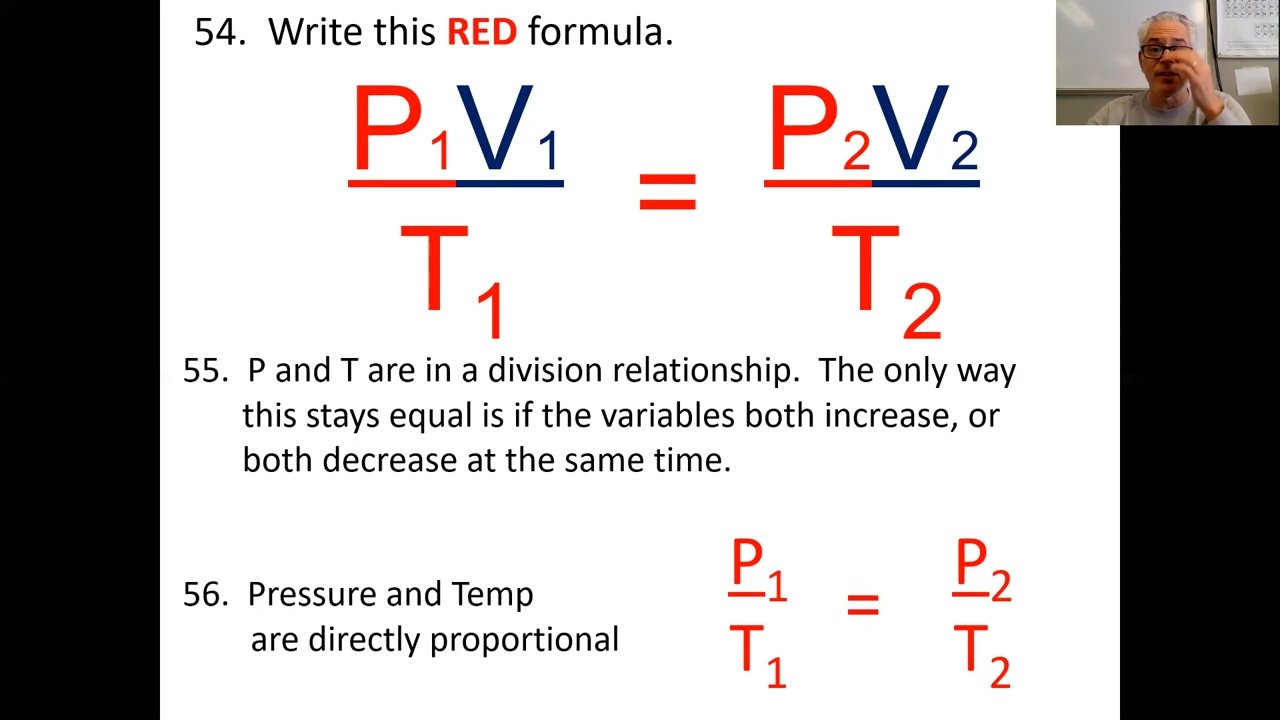 54. Write this RED formula.
P1V1 = P2V2
T1 T2
55. P and T are in a division relationship. The only way
this stays equal is if the variables both increase, or
both decrease at the same time.
P1 = P2
T1 T2
56. Pressure and Temp
are directly proportional